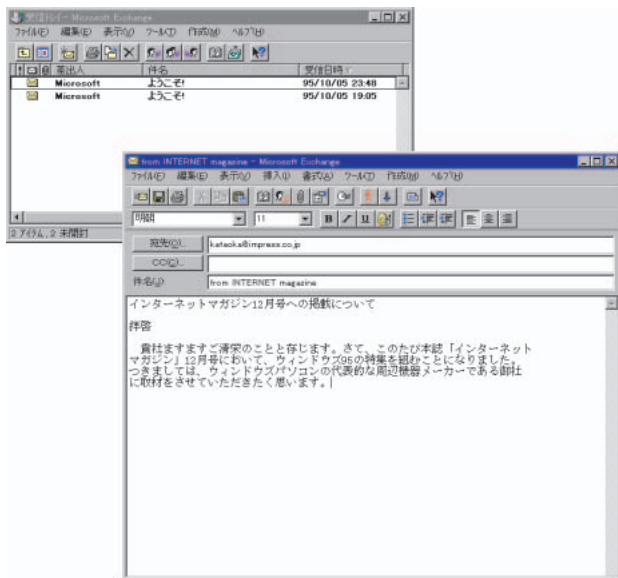 受信トレイ - Microsoft Exchange
ファイル(F) 編集(E) 表示(V) ツール(T) 作成(M) ヘルプ(H)
差出人 件名 受信日時
Microsoft ようこそ! 95/10/05 23:48
Microsoft ようこそ! 95/10/05 19:05
2 アイテム, 2 未開封
from INTERNET magazine - Microsoft Exchange
ファイル(F) 編集(E) 表示(V) 挿入(I) 書式(A) ツール(T) 作成(M) ヘルプ(H)
明朝 11 B I U
宛先(O)... kataoka@impress.co.jp
CC(C)...
件名(J) from INTERNET magazine
インターネットマガジン12月号への掲載について
拝啓
貴社ますますご清栄のことと存じます。さて、このたび本誌「インターネット
マガジン」12月号において、ウィンドウズ95の特集を組むことになりました。
つきましては、ウィンドウズパソコンの代表的な周辺機器メーカーである御社
に取材をさせていただきたく思います。